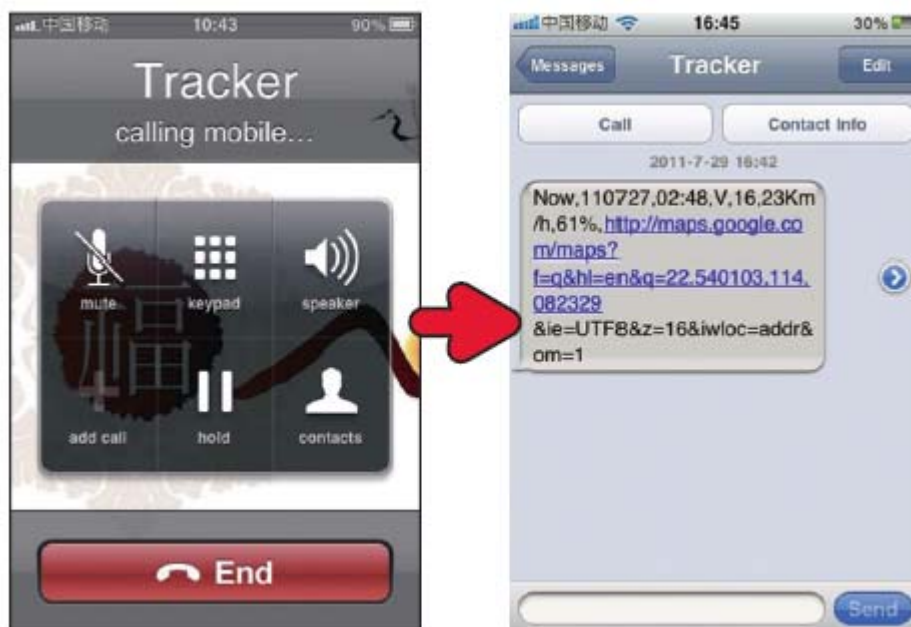 中国移动 10:43 90%
Tracker
calling mobile...
mute keypad speaker
福
add call hold contacts
End
中国移动 16:45 30%
Messages Tracker Edit
Call Contact Info
2011-7-29 16:42
Now,110727,02:48,V,16,23Km
/h,61%,http://maps.google.co
m/maps?
f=q&hl=en&q=22.540103,114.
082329
&ie=UTF8&z=16&iwloc=addr&
om=1
Send